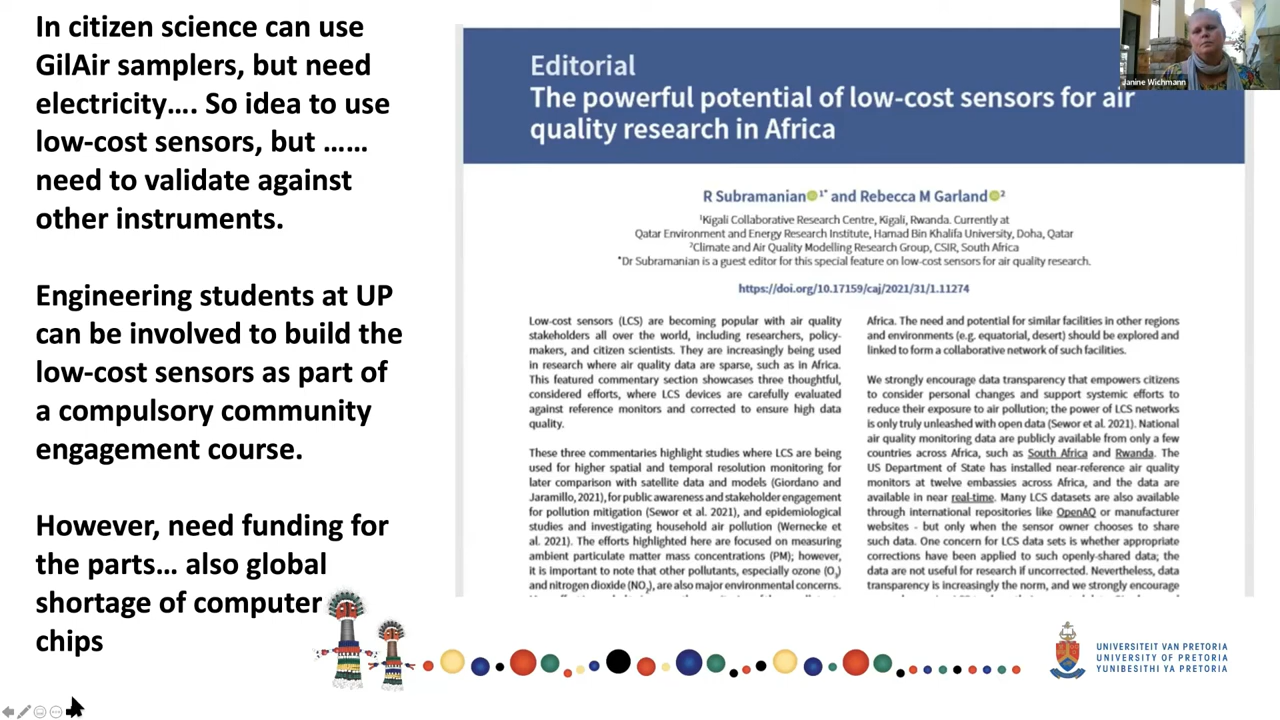 In citizen science can use
GilAir samplers, but need
electricity…. So idea to use
low-cost sensors, but ……
need to validate against
other instruments.
Engineering students at UP
can be involved to build the
low-cost sensors as part of
a compulsory community
engagement course.
However, need funding for
the parts… also global
shortage of computer
chips
Editorial
The powerful potential of low-cost sensors for air
quality research in Africa
R Subramanian 1* and Rebecca M Garland 2
1Kigali Collaborative Research Centre, Kigali, Rwanda. Currently at
Qatar Environment and Energy Research Institute, Hamad Bin Khalifa University, Doha, Qatar
2Climate and Air Quality Modelling Research Group, CSIR, South Africa
*Dr Subramanian is a guest editor for this special feature on low-cost sensors for air quality research.
https://doi.org/10.17159/caj/2021/31/1.11274
Low-cost sensors (LCS) are becoming popular with air quality
stakeholders all over the world, including researchers, policy-
makers, and citizen scientists. They are increasingly being used
in research where air quality data are sparse, such as in Africa.
This featured commentary section showcases three thoughtful,
considered efforts, where LCS devices are carefully evaluated
against reference monitors and corrected to ensure high data
quality.
These three commentaries highlight studies where LCS are being
used for higher spatial and temporal resolution monitoring for
later comparison with satellite data and models (Giordano and
Jaramillo, 2021), for public awareness and stakeholder engagement
for pollution mitigation (Sewor et al. 2021), and epidemiological
studies and investigating household air pollution (Wernecke et
al. 2021). The efforts highlighted here are focused on measuring
ambient particulate matter mass concentrations (PM); however,
it is important to note that other pollutants, especially ozone (O3)
and nitrogen dioxide (NO2), are also major environmental concerns.
Africa. The need and potential for similar facilities in other regions
and environments (e.g. equatorial, desert) should be explored and
linked to form a collaborative network of such facilities.
We strongly encourage data transparency that empowers citizens
to consider personal changes and support systemic efforts to
reduce their exposure to air pollution; the power of LCS networks
is only truly unleashed with open data (Sewor et al. 2021). National
air quality monitoring data are publicly available from only a few
countries across Africa, such as South Africa and Rwanda. The
US Department of State has installed near-reference air quality
monitors at twelve embassies across Africa, and the data are
available in near real-time. Many LCS datasets are also available
through international repositories like OpenAQ or manufacturer
websites - but only when the sensor owner chooses to share
such data. One concern for LCS data sets is whether appropriate
corrections have been applied to such openly-shared data; the
data are not useful for research if uncorrected. Nevertheless, data
transparency is increasingly the norm, and we strongly encourage
Janine Wichmann
UNIVERSITEIT VAN PRETORIA
UNIVERSITY OF PRETORIA
YUNIBESITHI YA PRETORIA